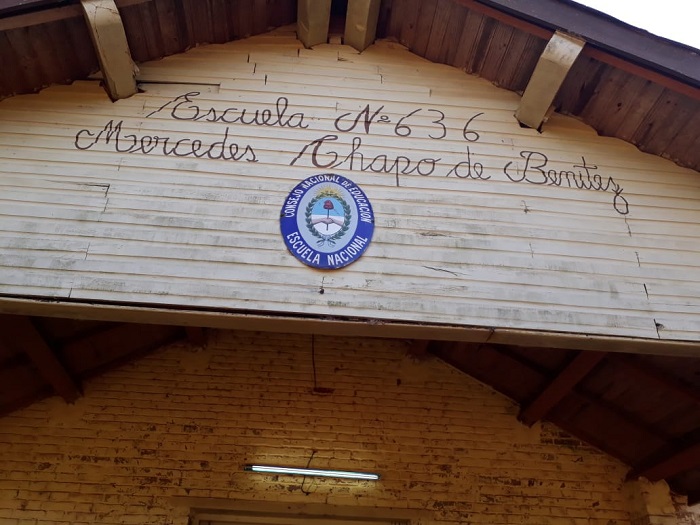 Escuela Nº 636
Mercedes Chapo de Benitez
CONSEJO NACIONAL DE EDUCACION
ESCUELA NACIONAL